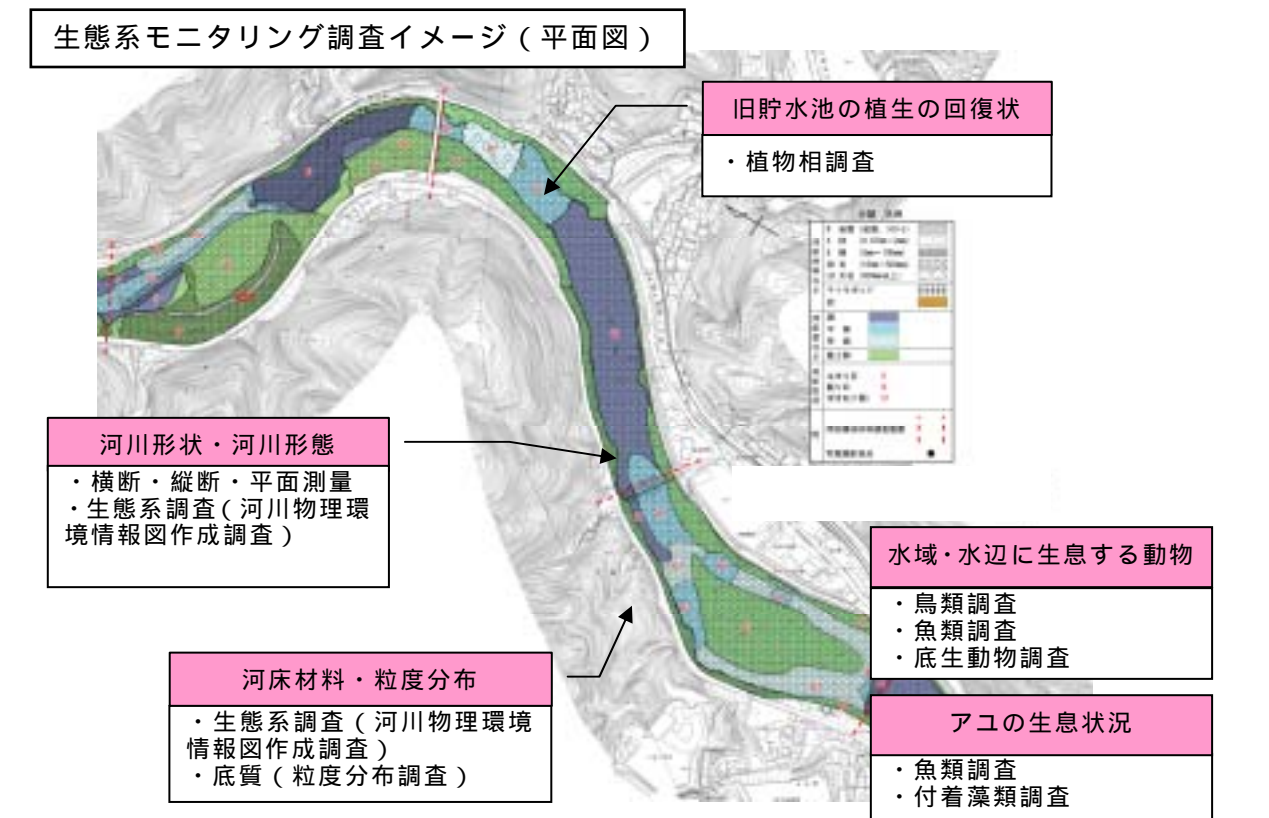 生態系モニタリング調査イメージ（平面図）
旧貯水池の植生の回復状
・植物相調査
河川形状・河川形態
・横断・縦断・平面測量
・生態系調査（河川物理環
境情報図作成調査）
水域・水辺に生息する動物
・鳥類調査
・魚類調査
・底生動物調査
河床材料・粒度分布
・生態系調査（河川物理環境
情報図作成調査）
・底質（粒度分布調査）
アユの生息状況
・魚類調査
・付着藻類調査